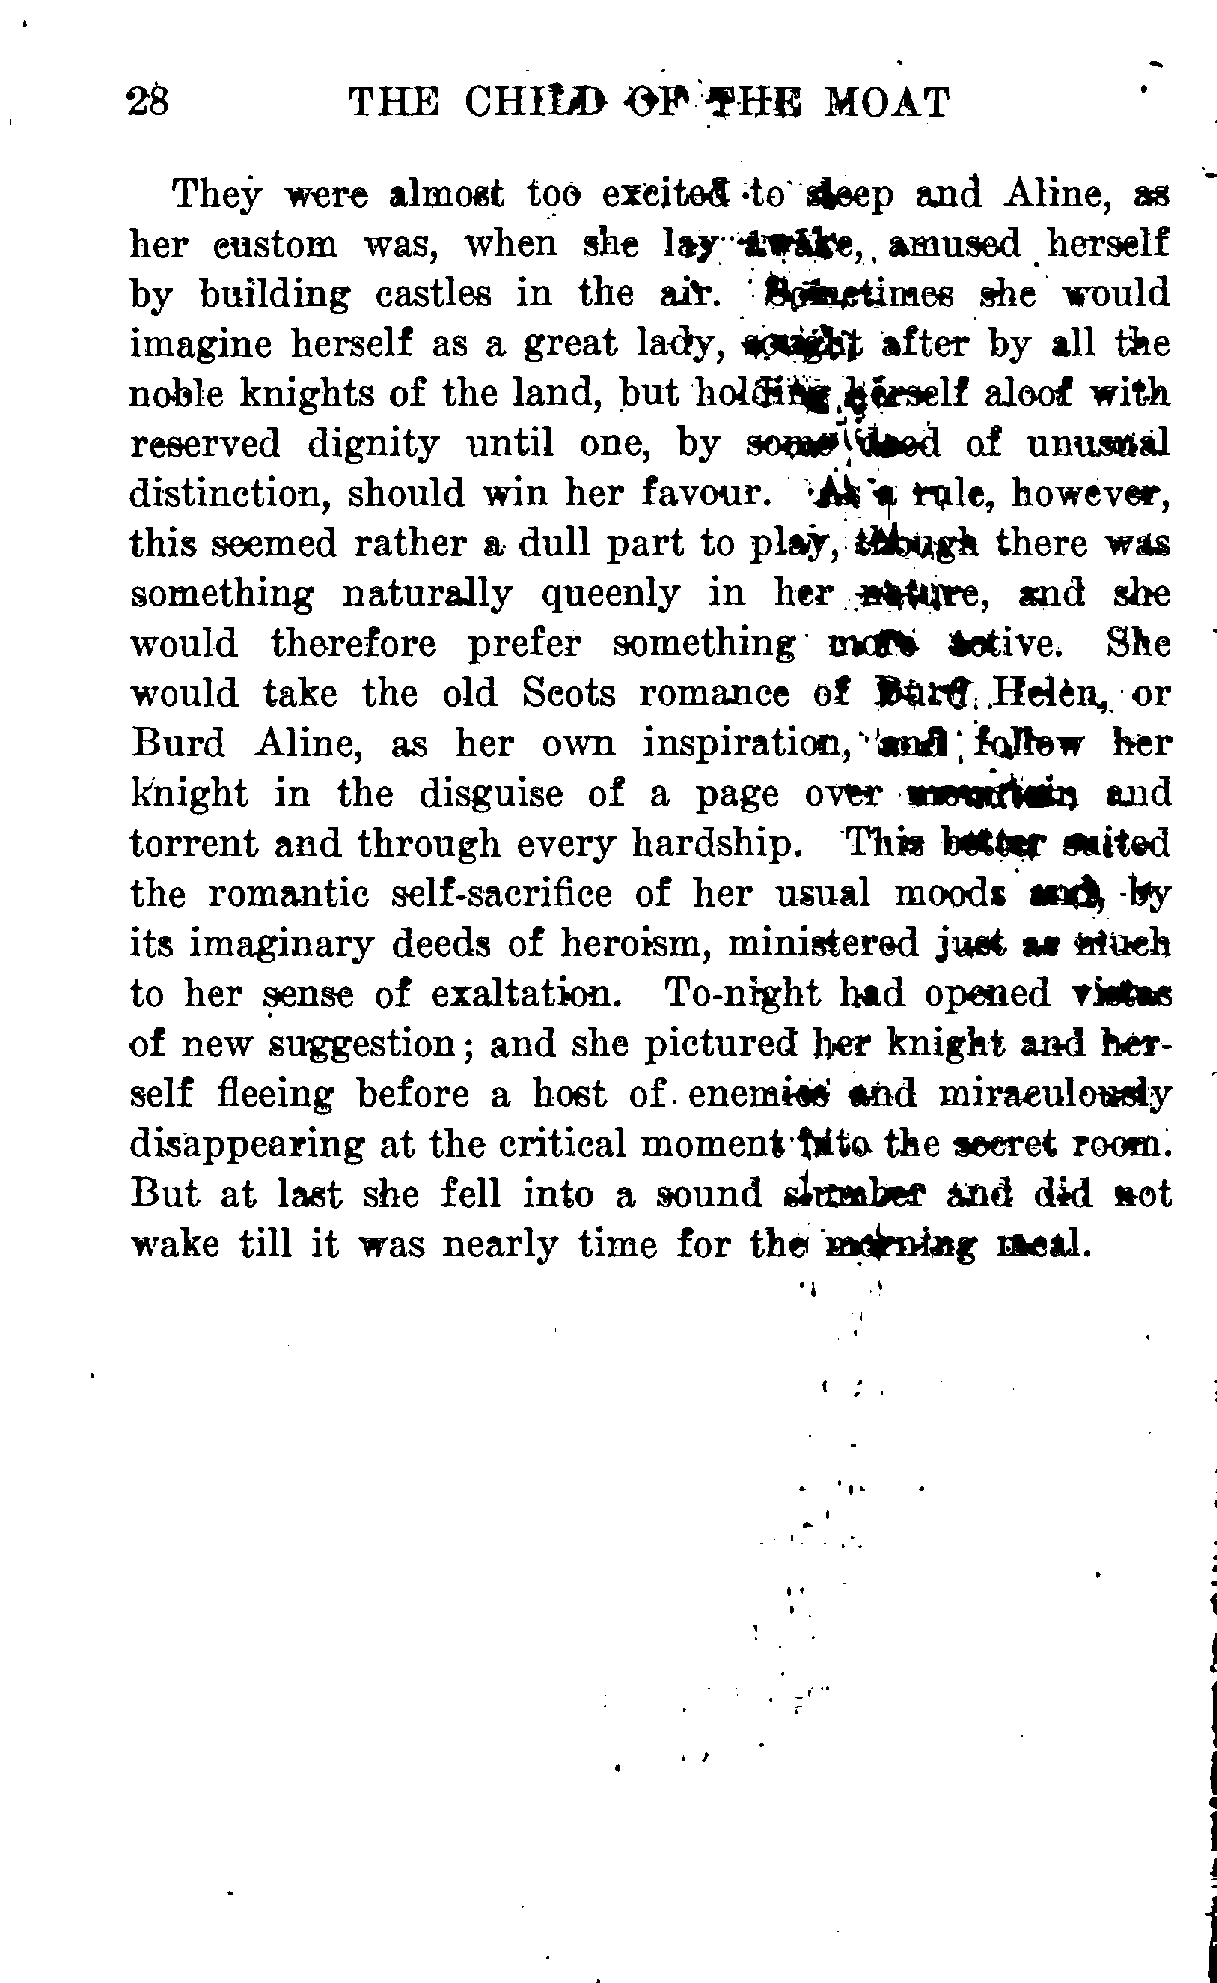 28 THE CHILD OF THE MOAT
They were almost too excited to sleep and Aline, as
her custom was, when she lay awake, amused herself
by building castles in the air. Sometimes she would
imagine herself as a great lady, sought after by all the
noble knights of the land, but holding herself aloof with
reserved dignity until one, by some deed of unusual
distinction, should win her favour. As a rule, however,
this seemed rather a dull part to play, though there was
something naturally queenly in her nature, and she
would therefore prefer something more active. She
would take the old Scots romance of Burd Helen, or
Burd Aline, as her own inspiration, and follow her
knight in the disguise of a page over mountain and
torrent and through every hardship. This better suited
the romantic self-sacrifice of her usual moods and, by
its imaginary deeds of heroism, ministered just as much
to her sense of exaltation. To-night had opened vistas
of new suggestion; and she pictured her knight and her-
self fleeing before a host of enemies and miraculously
disappearing at the critical moment into the secret room.
But at last she fell into a sound slumber and did not
wake till it was nearly time for the morning meal.